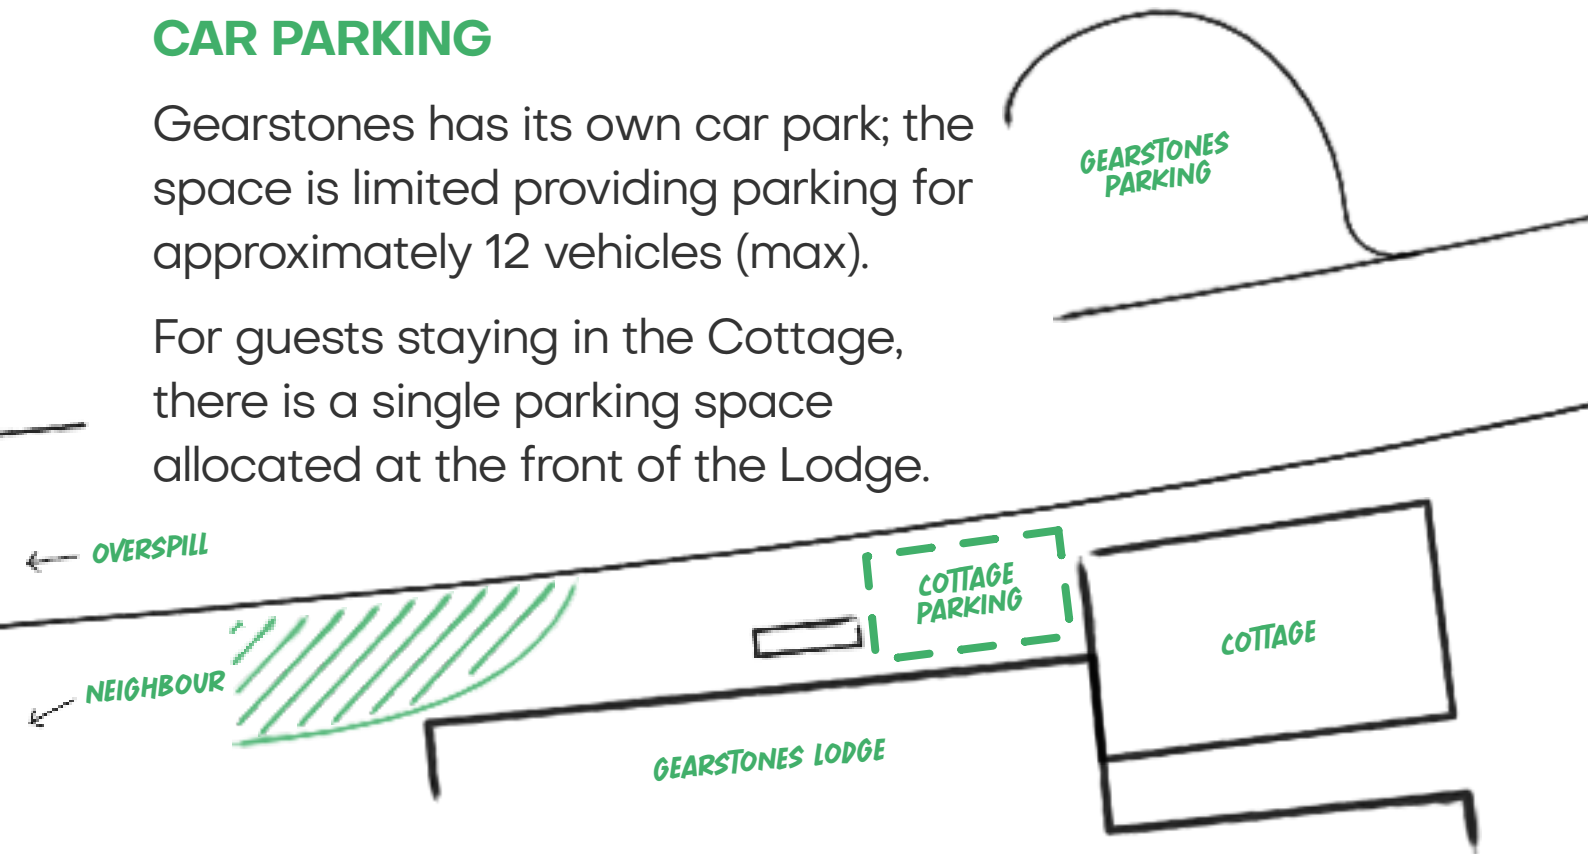 CAR PARKING
Gearstones has its own car park; the
space is limited providing parking for
approximately 12 vehicles (max).
For guests staying in the Cottage,
there is a single parking space
allocated at the front of the Lodge.
GEARSTONES
PARKING
OVERSPILL
NEIGHBOUR
COTTAGE
PARKING
COTTAGE
GEARSTONES LODGE